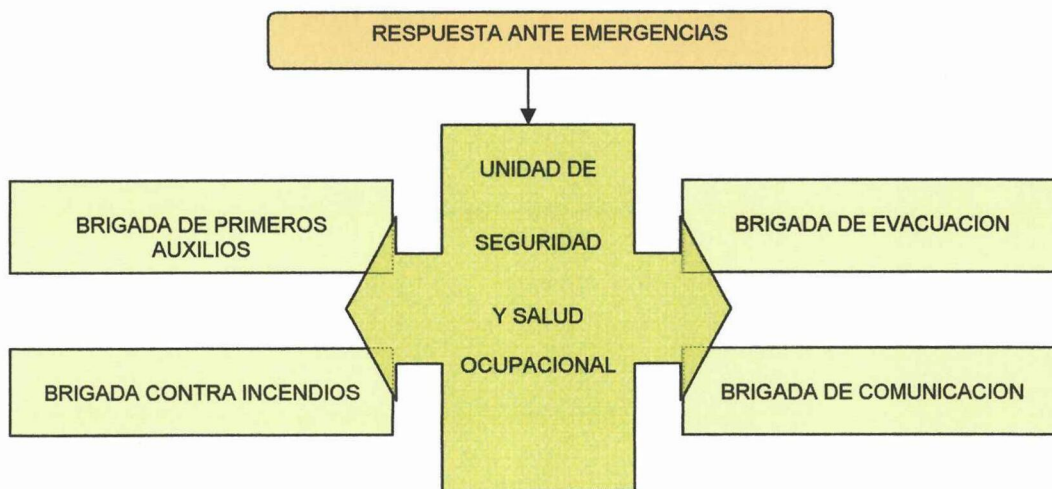 RESPUESTA ANTE EMERGENCIAS
UNIDAD DE
SEGURIDAD
Y SALUD
OCUPACIONAL
BRIGADA DE PRIMEROS
AUXILIOS
BRIGADA CONTRA INCENDIOS
BRIGADA DE EVACUACION
BRIGADA DE COMUNICACION